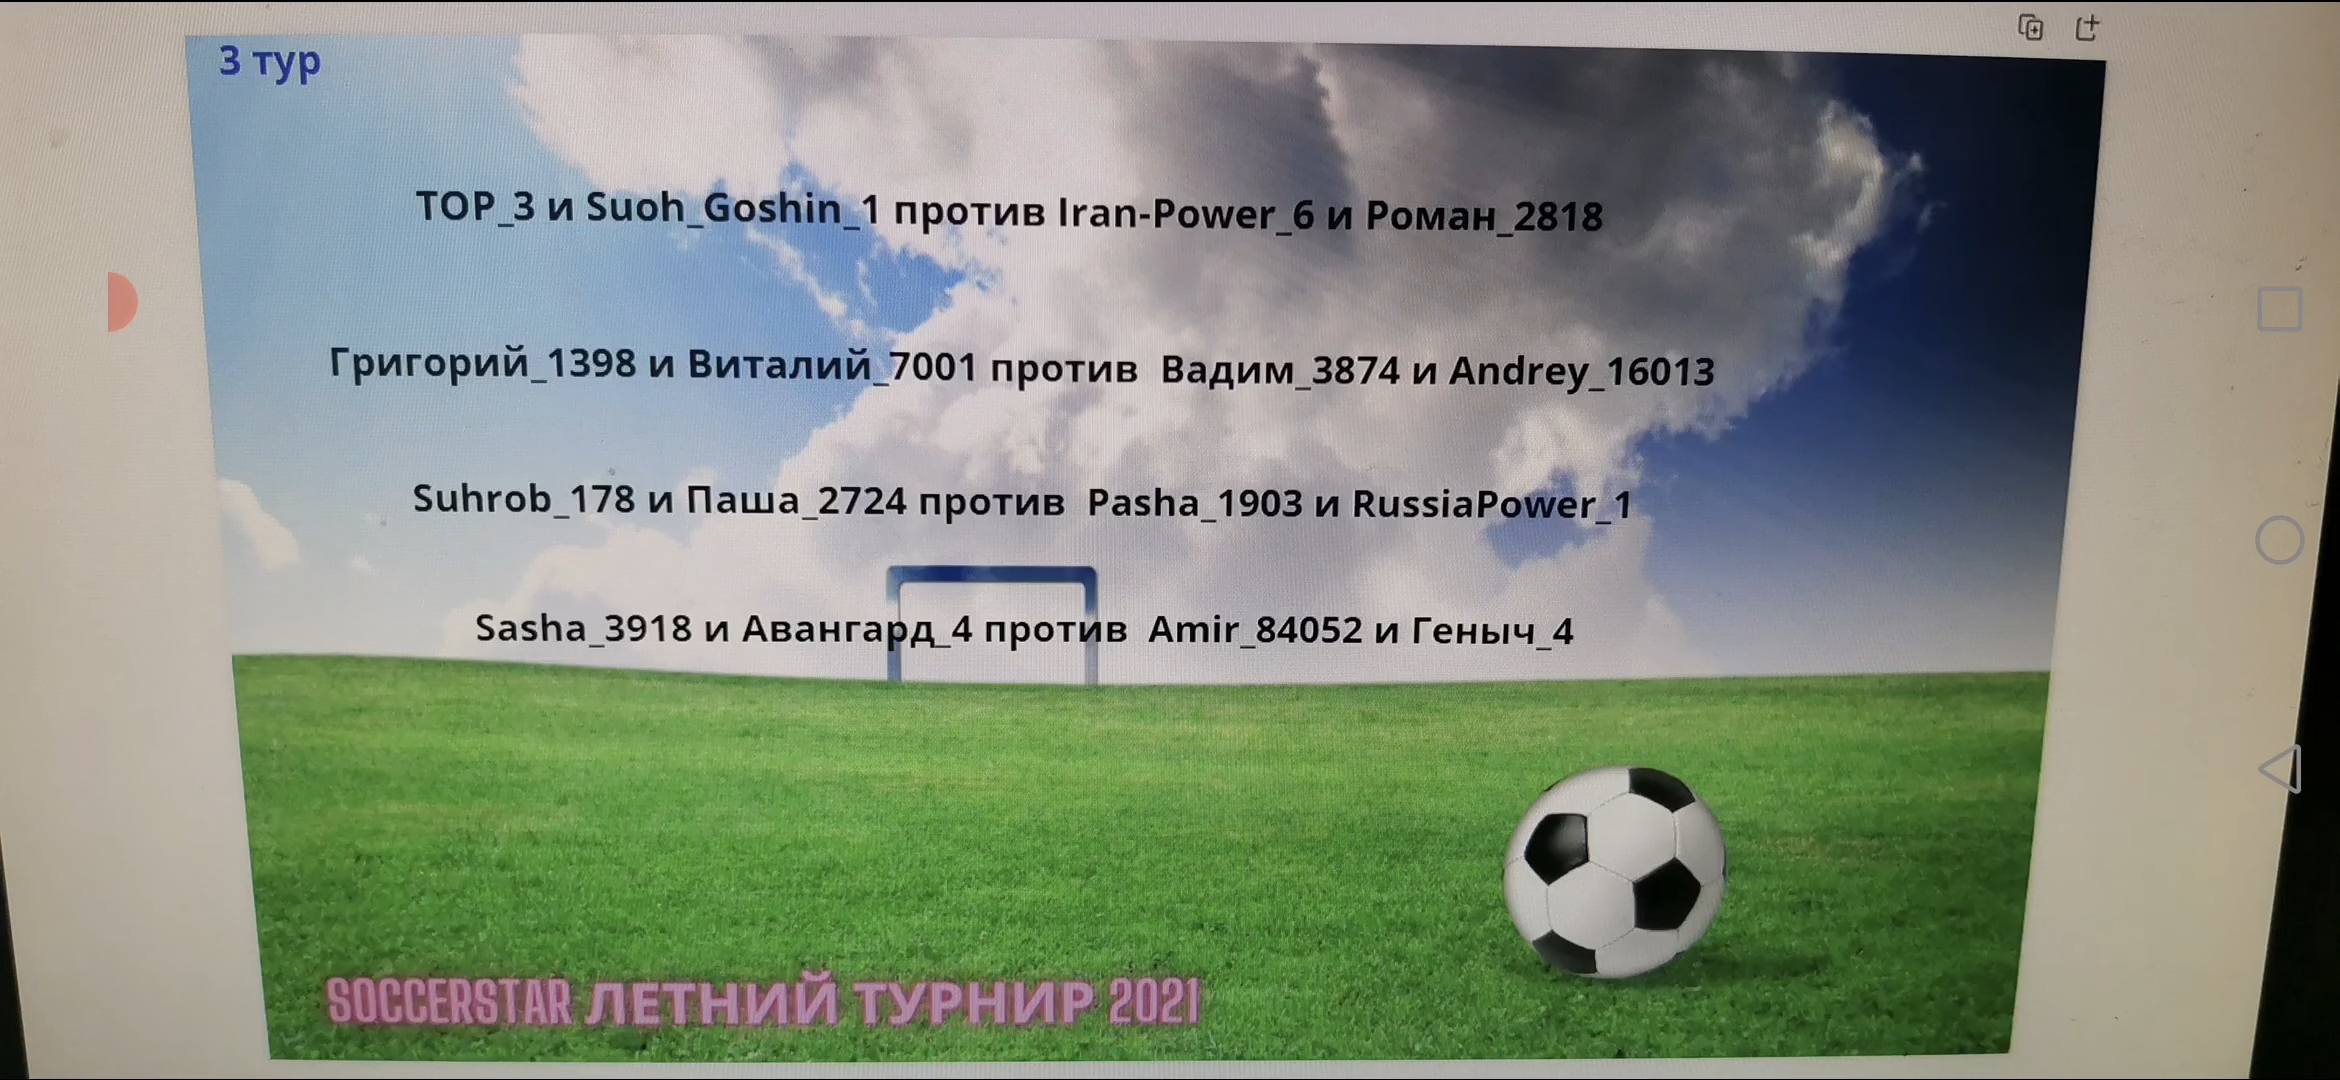 3 тур
TOP_3 и Suoh_Goshin_1 против Iran-Power_6 и Роман_2818
Григорий_1398 и Виталий_7001 против Вадим_3874 и Andrey_16013
Suhrob_178 и Паша_2724 против Pasha_1903 и RussiaPower_1
Sasha_3918 и Авангард_4 против Amir_84052 и Геныч_4
SOCCERSTAR ЛЕТНИЙ ТУРНИР 2021